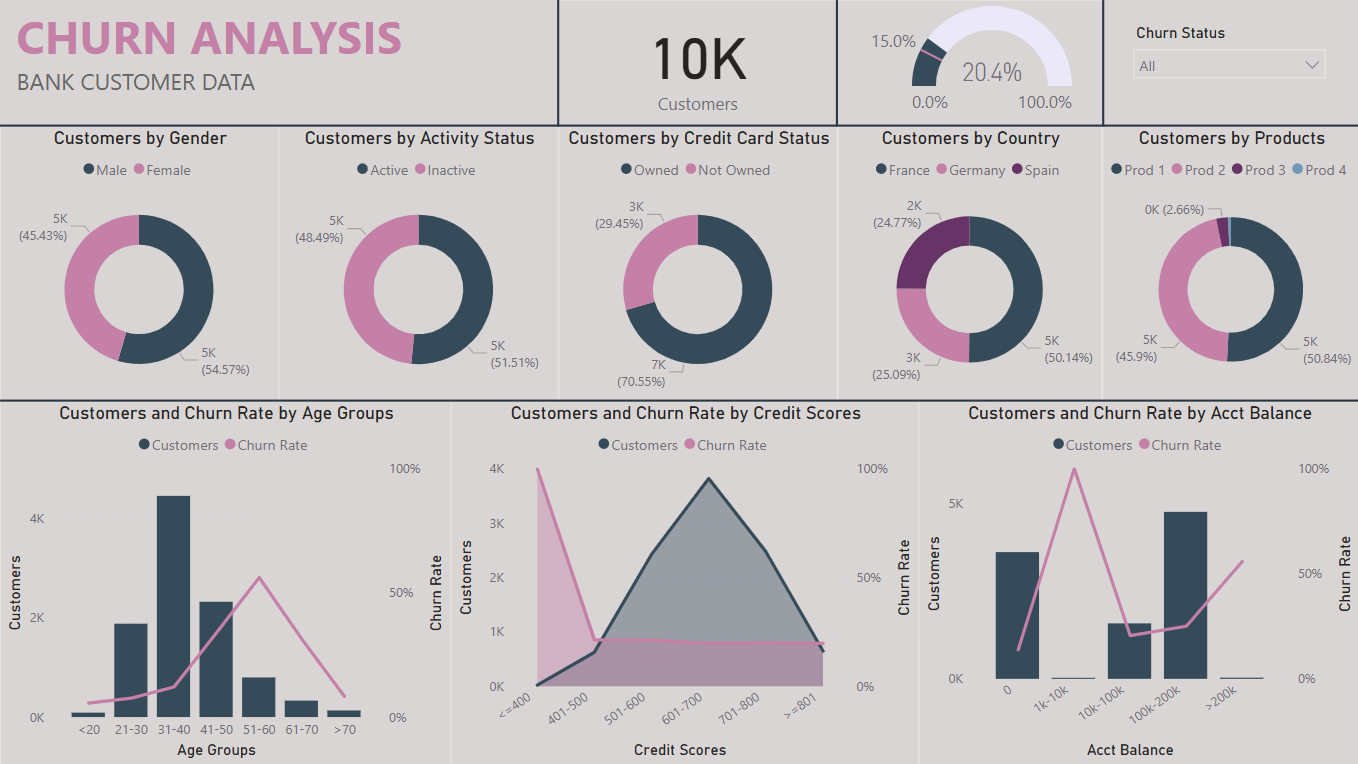 CHURN ANALYSIS
BANK CUSTOMER DATA
10K
Customers
15.0%
20.4%
0.0%
100.0%
Churn Status
All
Customers by Gender
Male Female
5K
(45.43%)
5K
(54.57%)
Customers by Activity Status
Active Inactive
5K
(48.49%)
5K
(51.51%)
Customers by Credit Card Status
Owned Not Owned
3K
(29.45%)
7K
(70.55%)
Customers by Country
France Germany Spain
2K
(24.77%)
3K
(25.09%)
5K
(50.14%)
Customers by Products
Prod 1 Prod 2 Prod 3 Prod 4
0K (2.66%)
5K
(45.9%)
5K
(50.84%)
Customers and Churn Rate by Age Groups
Customers Churn Rate
Customers
4K
2K
0K
100%
50%
0%
Churn Rate
<20 21-30 31-40 41-50 51-60 61-70 >70
Age Groups
Customers and Churn Rate by Credit Scores
Customers Churn Rate
Customers
4K
3K
2K
1K
0K
100%
50%
0%
Churn Rate
<=400 401-500 501-600 601-700 701-800 >=801
Credit Scores
Customers and Churn Rate by Acct Balance
Customers Churn Rate
Customers
5K
0K
100%
50%
0%
Churn Rate
0 1k-10k 10k-100k 100k-200k >200k
Acct Balance